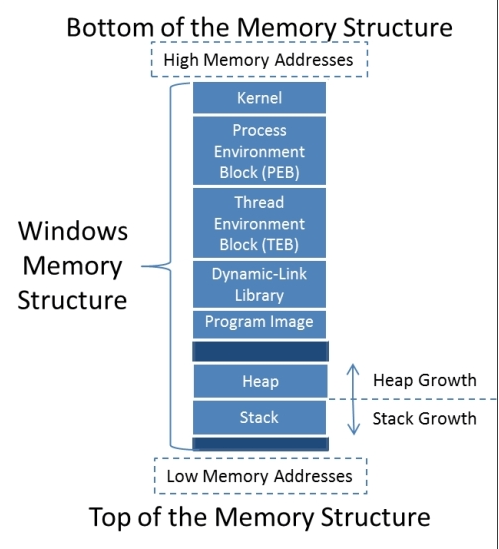 Bottom of the Memory Structure
High Memory Addresses
Kernel
Process
Environment
Block (PEB)
Thread
Environment
Block (TEB)
Windows
Memory
Structure
Dynamic-Link
Library
Program Image
Heap
Heap Growth
Stack
Stack Growth
Low Memory Addresses
Top of the Memory Structure